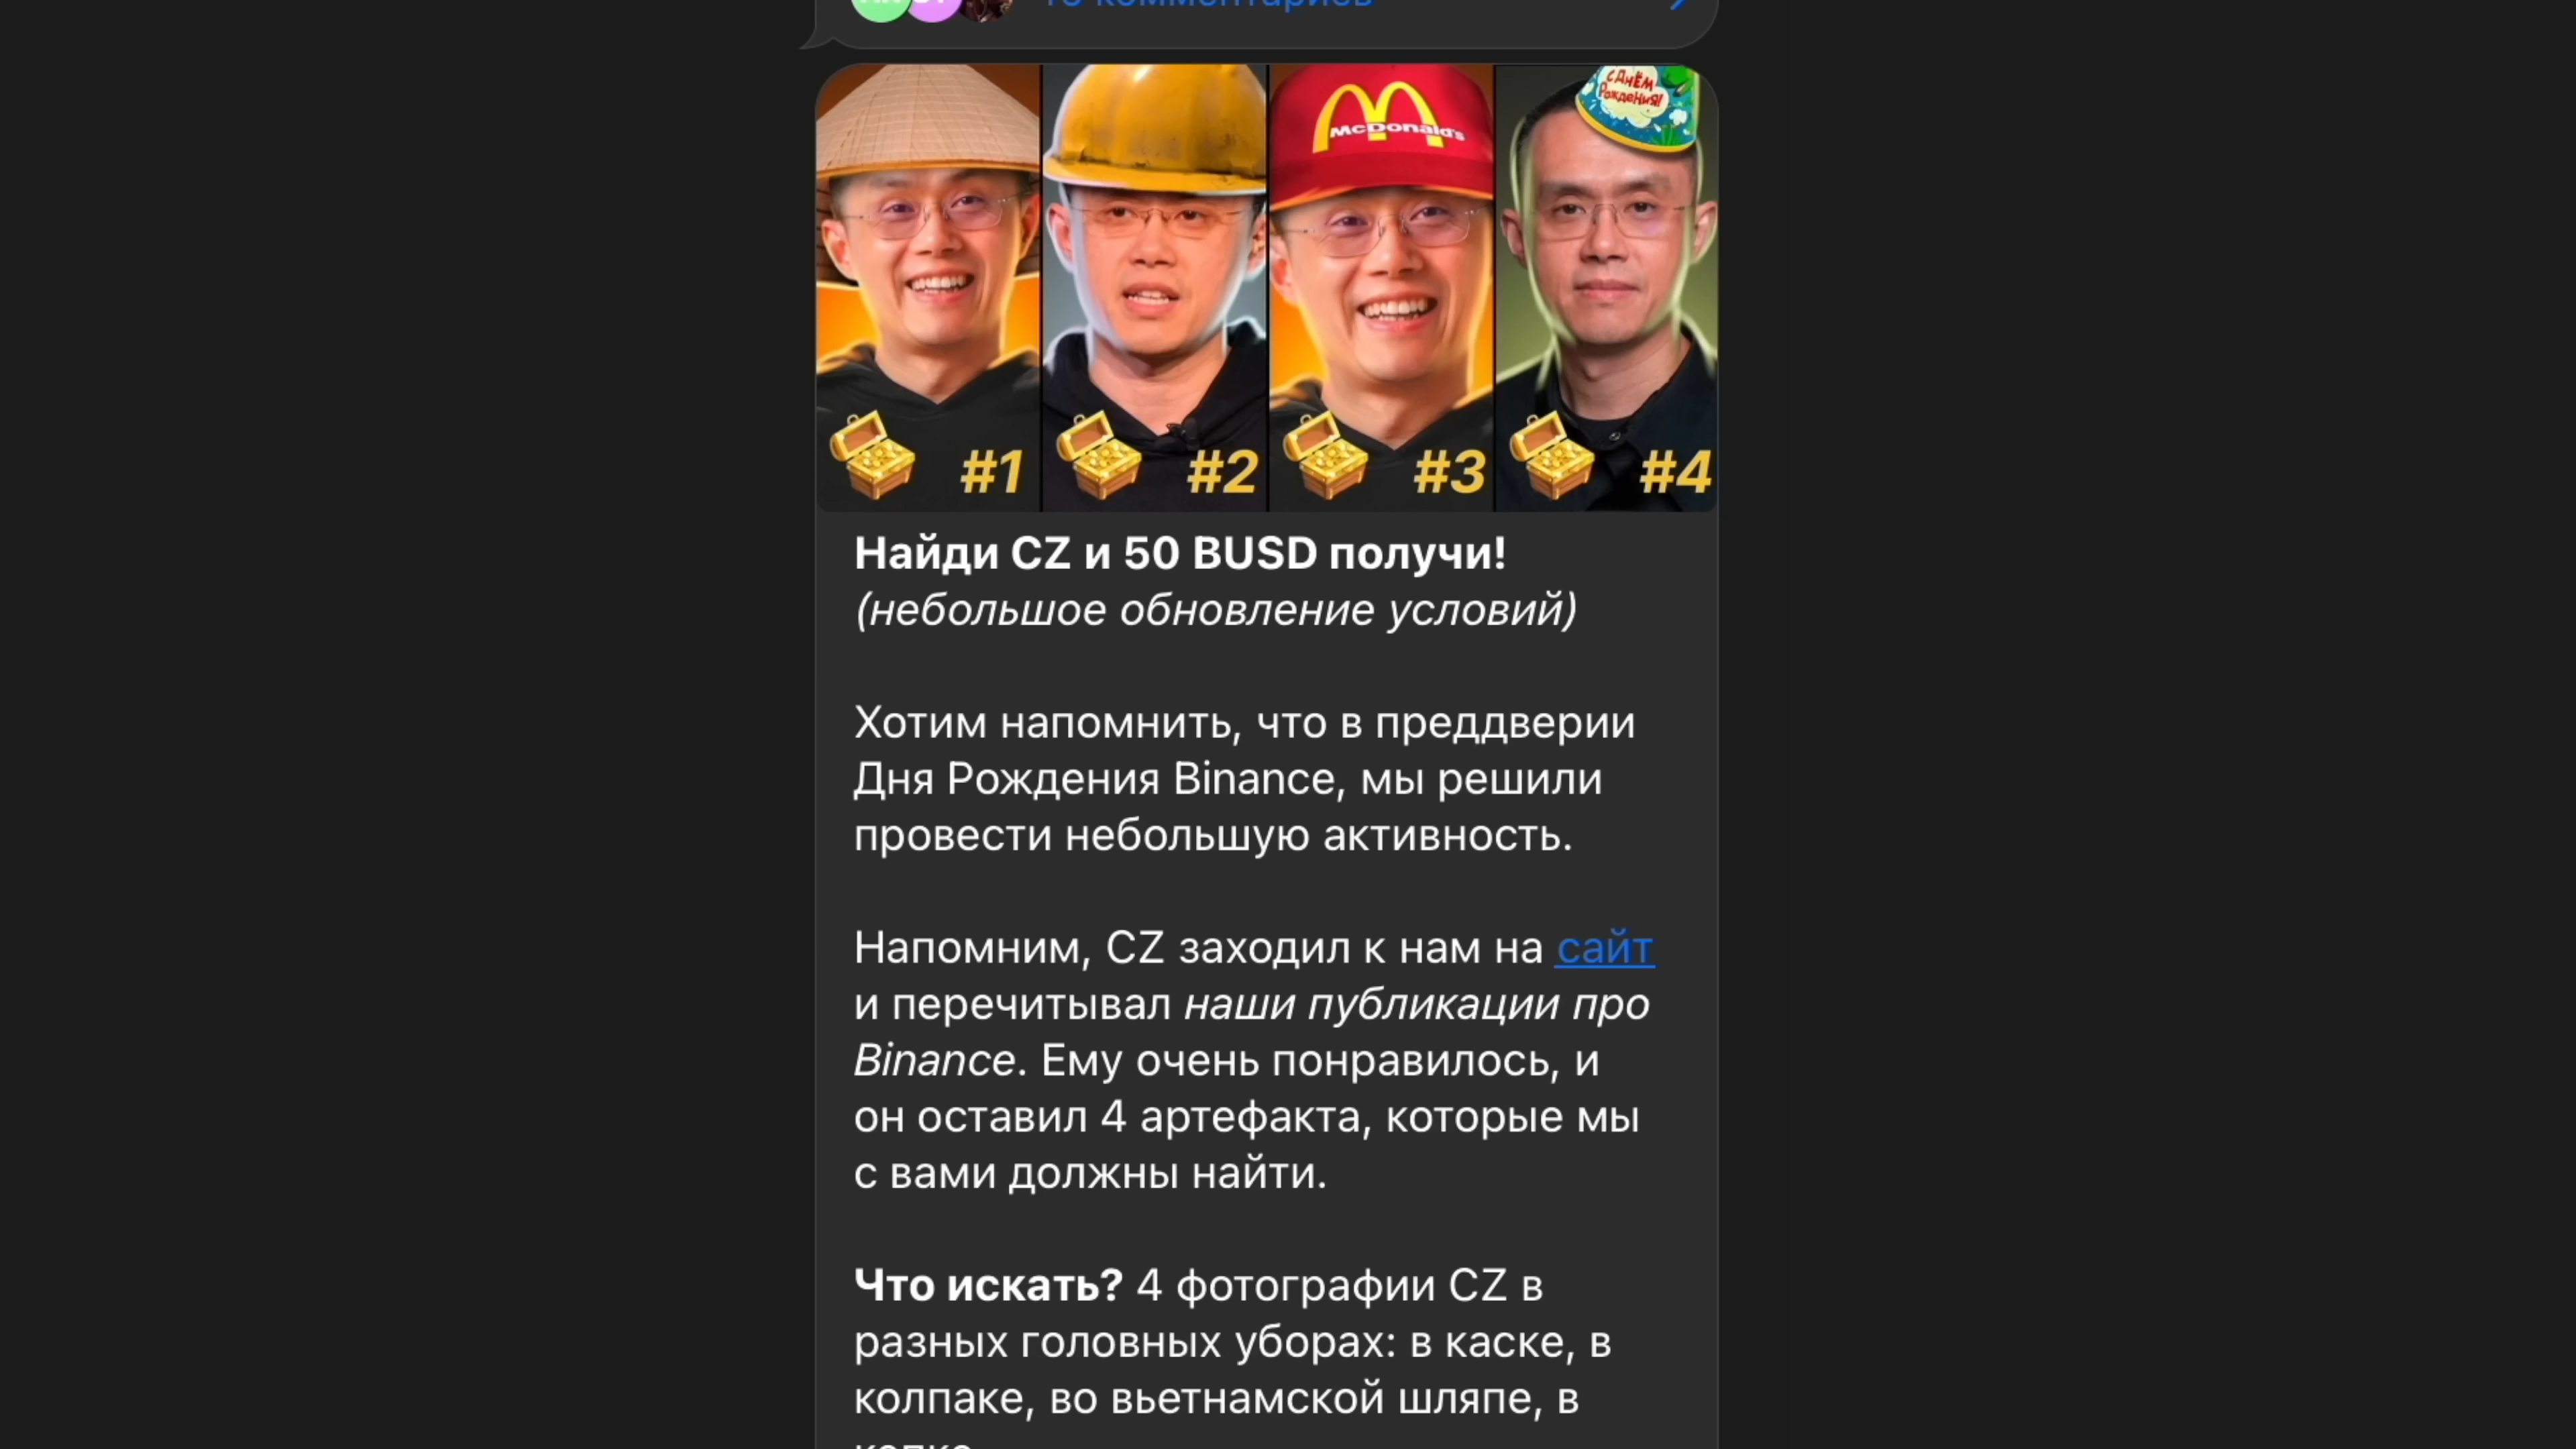 комментариев
McDonald's
С ДНЁМ
РОЖДЕНИЯ!
#1
#2
#3
#4
Найди CZ и 50 BUSD получи!
(небольшое обновление условий)
Хотим напомнить, что в преддверии
Дня Рождения Binance, мы решили
провести небольшую активность.
Напомним, CZ заходил к нам на сайт
и перечитывал наши публикации про
Binance. Ему очень понравилось, и
он оставил 4 артефакта, которые мы
с вами должны найти.
Что искать? 4 фотографии CZ в
разных головных уборах: в каске, в
колпаке, во вьетнамской шляпе, в